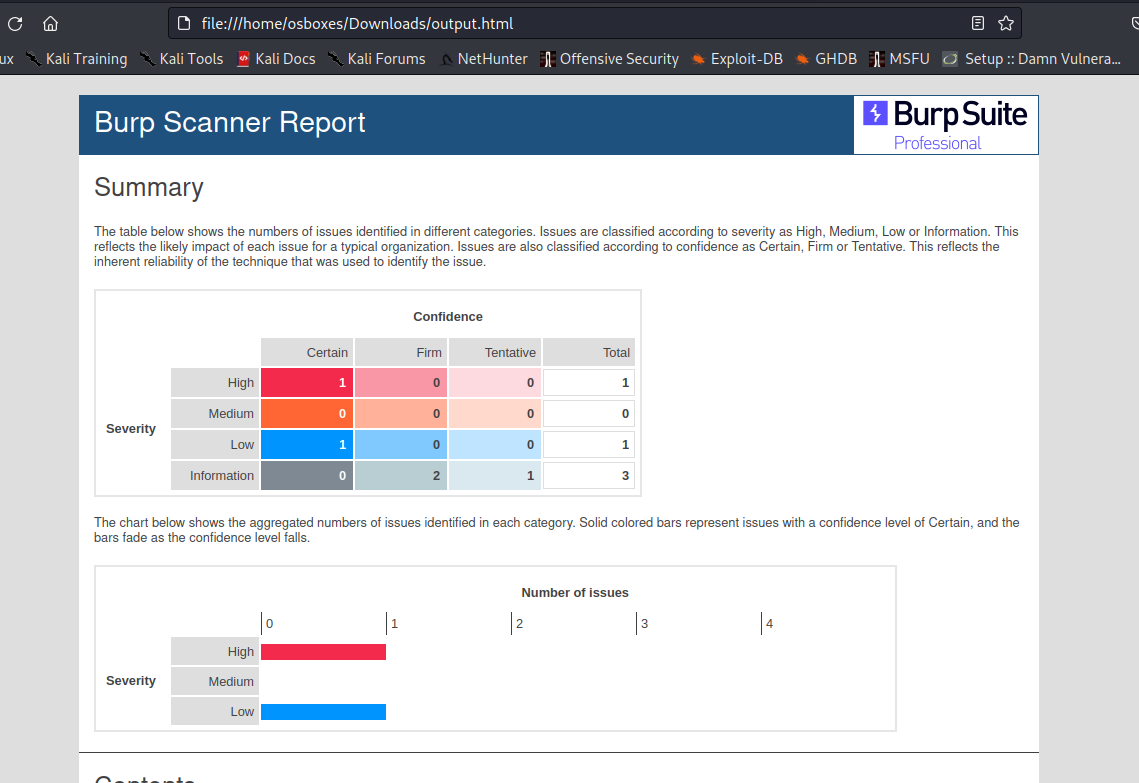 file:///home/osboxes/Downloads/output.html
ux Kali Training Kali Tools Kali Docs Kali Forums NetHunter Offensive Security Exploit-DB GHDB MSFU Setup :: Damn Vulnera...
Burp Scanner Report
BurpSuite
Professional
Summary
The table below shows the numbers of issues identified in different categories. Issues are classified according to severity as High, Medium, Low or Information. This
reflects the likely impact of each issue for a typical organization. Issues are also classified according to confidence as Certain, Firm or Tentative. This reflects the
inherent reliability of the technique that was used to identify the issue.
Confidence
Certain Firm Tentative Total
High 1 0 0 1
Medium 0 0 0 0
Severity
Low 1 0 0 1
Information 0 2 1 3
The chart below shows the aggregated numbers of issues identified in each category. Solid colored bars represent issues with a confidence level of Certain, and the
bars fade as the confidence level falls.
Number of issues
0 1 2 3 4
High
Severity Medium
Low
Contents